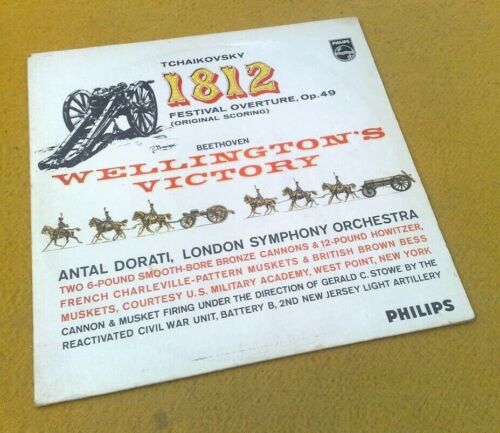 PHILIPS
TCHAIKOVSKY
1812
FESTIVAL OVERTURE, Op. 49
(ORIGINAL SCORING)
BEETHOVEN
WELLINGTON'S
VICTORY
ANTAL DORATI, LONDON SYMPHONY ORCHESTRA
TWO 6-POUND SMOOTH-BORE BRONZE CANNONS & 12-POUND HOWITZER,
FRENCH CHARLEVILLE-PATTERN MUSKETS & BRITISH BROWN BESS
MUSKETS, COURTESY U.S. MILITARY ACADEMY, WEST POINT, NEW YORK
CANNON & MUSKET FIRING UNDER THE DIRECTION OF GERALD C. STOWE BY THE
REACTIVATED CIVIL WAR UNIT, BATTERY B, 2ND NEW JERSEY LIGHT ARTILLERY
PHILIPS